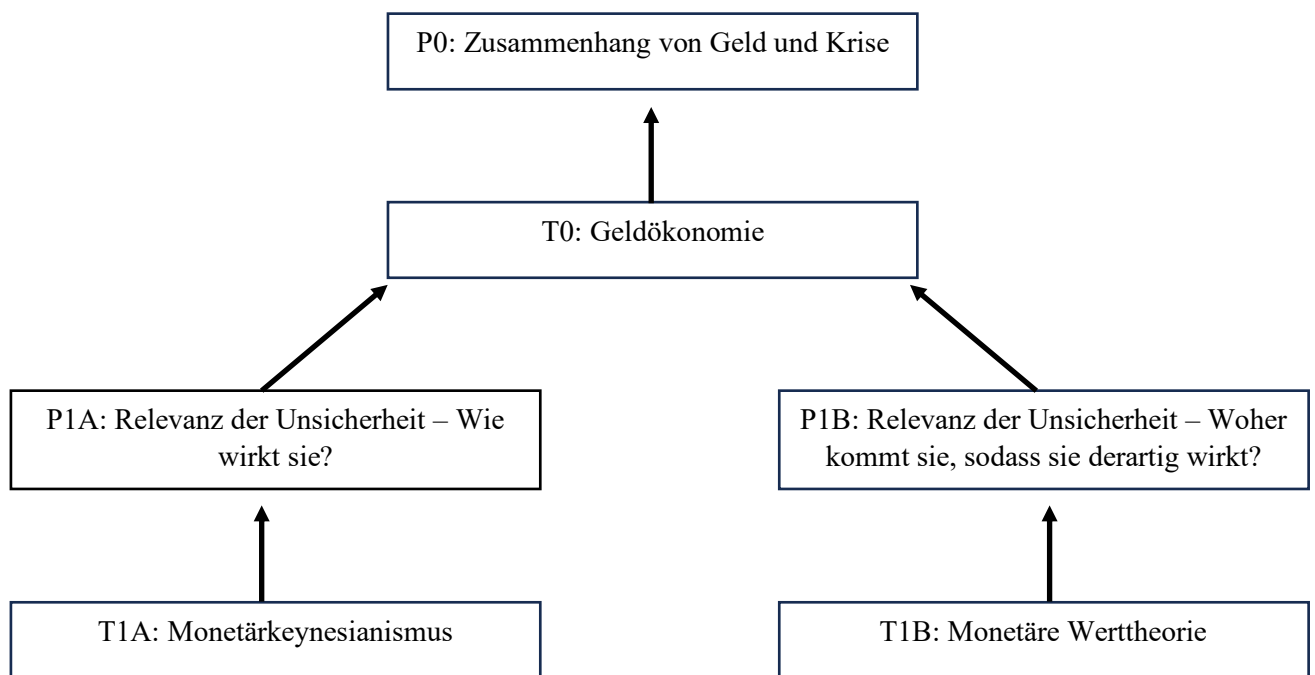 P0: Zusammenhang von Geld und Krise
T0: Geldökonomie
P1A: Relevanz der Unsicherheit – Wie
wirkt sie?
P1B: Relevanz der Unsicherheit – Woher
kommt sie, sodass sie derartig wirkt?
T1A: Monetärkeynesianismus
T1B: Monetäre Werttheorie